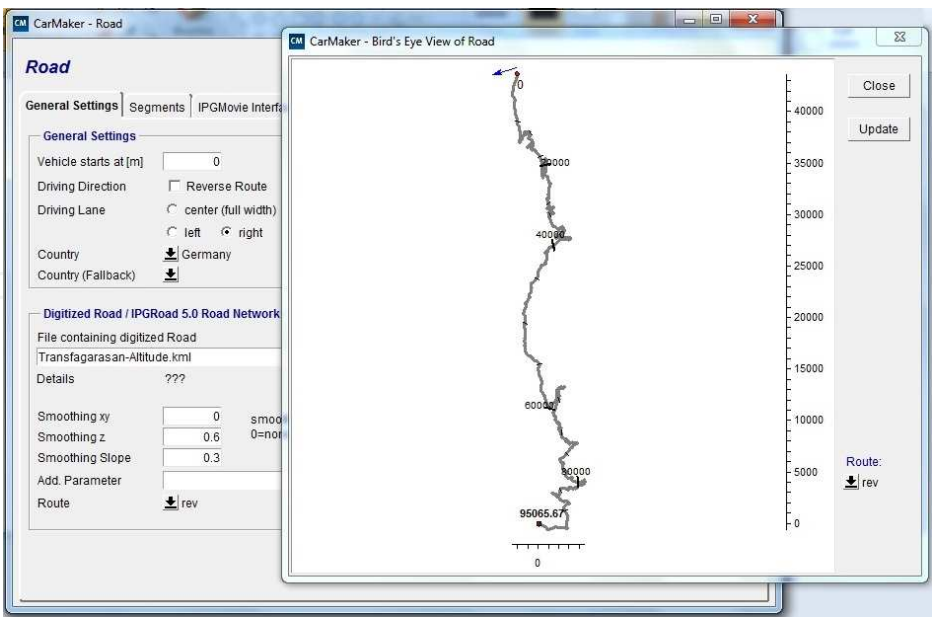 CarMaker - Road
Road
General Settings
Segments
IPGMovie Interfa
General Settings
Vehicle starts at [m]
0
Driving Direction
Reverse Route
Driving Lane
center (full width)
left
right
Country
Germany
Country (Fallback)
Digitized Road / IPGRoad 5.0 Road Network
File containing digitized Road
Transfagarasan-Altitude.kml
Details
???
Smoothing xy
0
smoo
Smoothing z
0.6
0=nor
Smoothing Slope
0.3
Add. Parameter
Route
rev
CarMaker - Bird's Eye View of Road
Close
Update
Route:
rev
0
40000
60000
80000
95065.67
0
40000
35000
30000
25000
20000
15000
10000
5000
0